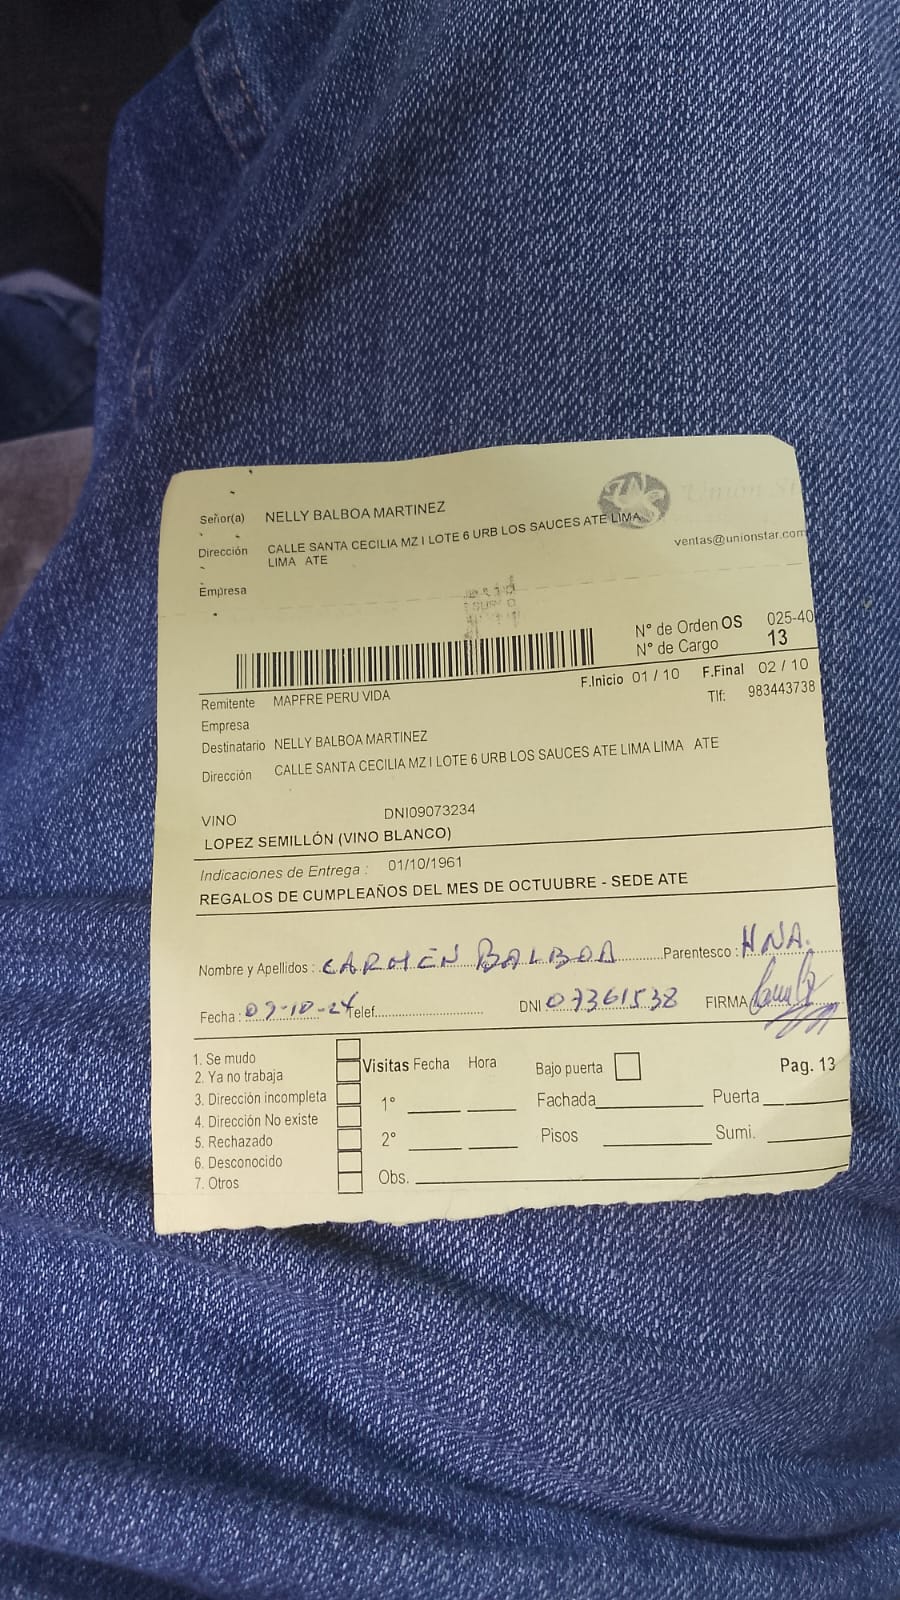 Señor(a) NELLY BALBOA MARTINEZ
Dirección CALLE SANTA CECILIA MZ I LOTE 6 URB LOS SAUCES ATE LIMA
LIMA ATE
Union
ventas@unionstar.com
Empresa
N° de Orden OS 025-40
N° de Cargo 13
F.Inicio 01 / 10 F.Final 02 / 10
Remitente MAPFRE PERU VIDA
Tlf: 983443738
Empresa
Destinatario NELLY BALBOA MARTINEZ
Dirección CALLE SANTA CECILIA MZ I LOTE 6 URB LOS SAUCES ATE LIMA LIMA ATE
VINO DNI09073234
LOPEZ SEMILLÓN (VINO BLANCO)
Indicaciones de Entrega : 01/10/1961
REGALOS DE CUMPLEAÑOS DEL MES DE OCTUUBRE - SEDE ATE
Nombre y Apellidos : CARMEN BALBOA Parentesco : HNA.
Fecha : -10-24 Telef. DNI 07361538 FIRMA
1. Se mudo
2. Ya no trabaja
3. Dirección incompleta
4. Dirección No existe
5. Rechazado
6. Desconocido
7. Otros
Visitas Fecha Hora Bajo puerta Pag. 13
1° Fachada Puerta
2° Pisos Sumi.
Obs.